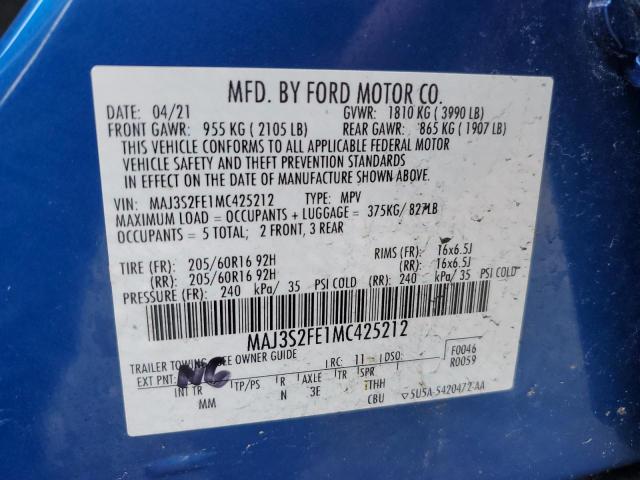 MFD. BY FORD MOTOR CO.
DATE: 04/21 GVWR: 1810 KG ( 3990 LB)
FRONT GAWR: 955 KG ( 2105 LB) REAR GAWR: 865 KG ( 1907 LB)
THIS VEHICLE CONFORMS TO ALL APPLICABLE FEDERAL MOTOR
VEHICLE SAFETY AND THEFT PREVENTION STANDARDS
IN EFFECT ON THE DATE OF MANUFACTURE SHOWN ABOVE.
VIN: MAJ3S2FE1MC425212 TYPE: MPV
MAXIMUM LOAD = OCCUPANTS + LUGGAGE = 375KG/ 827LB
OCCUPANTS = 5 TOTAL; 2 FRONT, 3 REAR
TIRE (FR): 205/60R16 92H RIMS (FR): 16x6.5J
(RR): 205/60R16 92H (RR): 16x6.5J
PRESSURE (FR): 240 kPa/ 35 PSI COLD (RR): 240 kPa/ 35 PSI COLD
MAJ3S2FE1MC425212
TRAILER TOWING SEE OWNER GUIDE
RC: 11 DSO: F0046
EXT PNT: NC R0059
INT TR TP/PS R AXLE TR SPR
MM N 3E ITHH
CBU 5U5A-5420472-AA